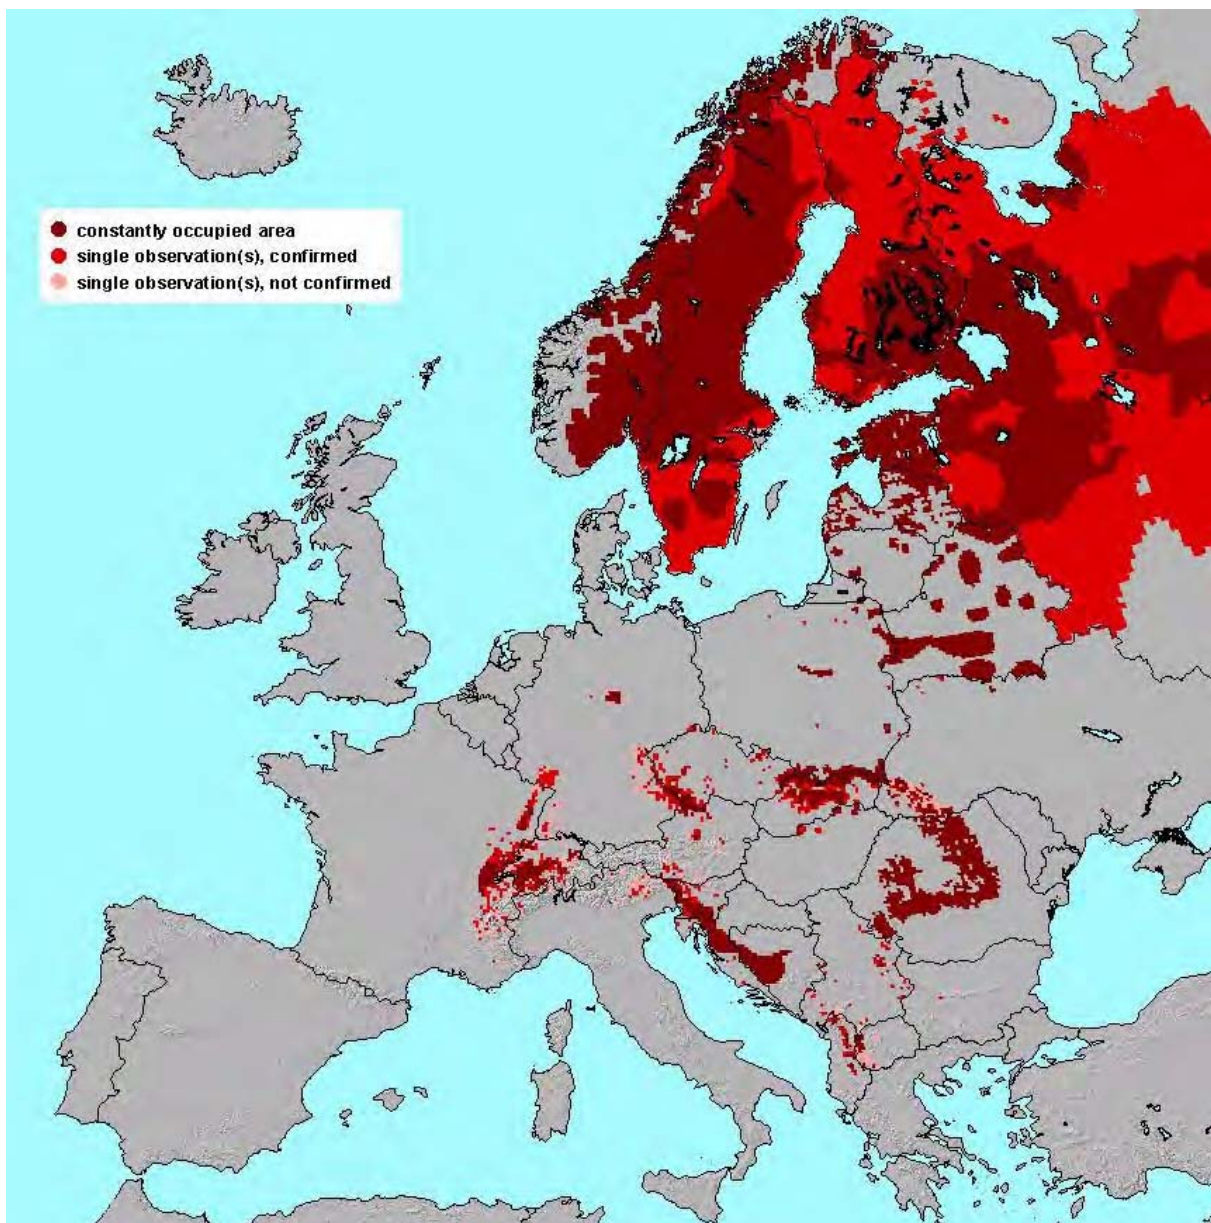 constantly occupied area
single observation(s), confirmed
single observation(s), not confirmed